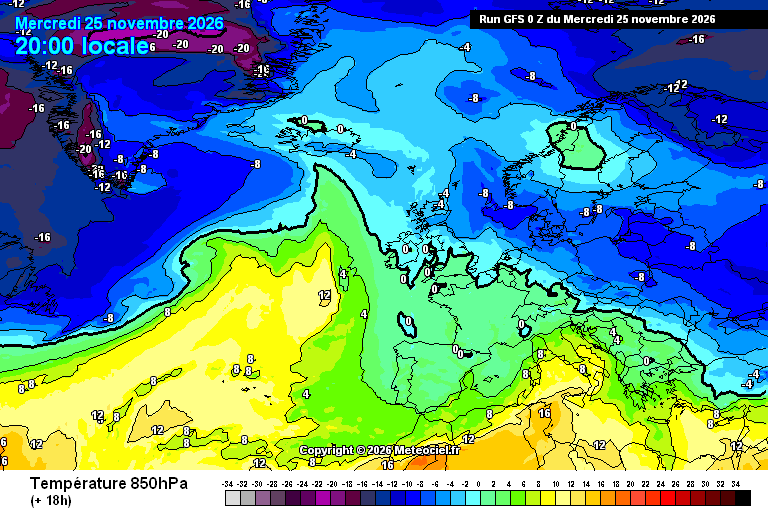 Mercredi 25 novembre 2026
20:00 locale
Run GFS 0 Z du Mercredi 25 novembre 2026
Copyright © 2026 Meteociel.fr
Température 850hPa
(+ 18h)
-34 -32 -30 -28 -26 -24 -22 -20 -18 -16 -14 -12 -10 -8 -6 -4 -2 0 2 4 6 8 10 12 14 16 18 20 22 24 26 28 30 32 34